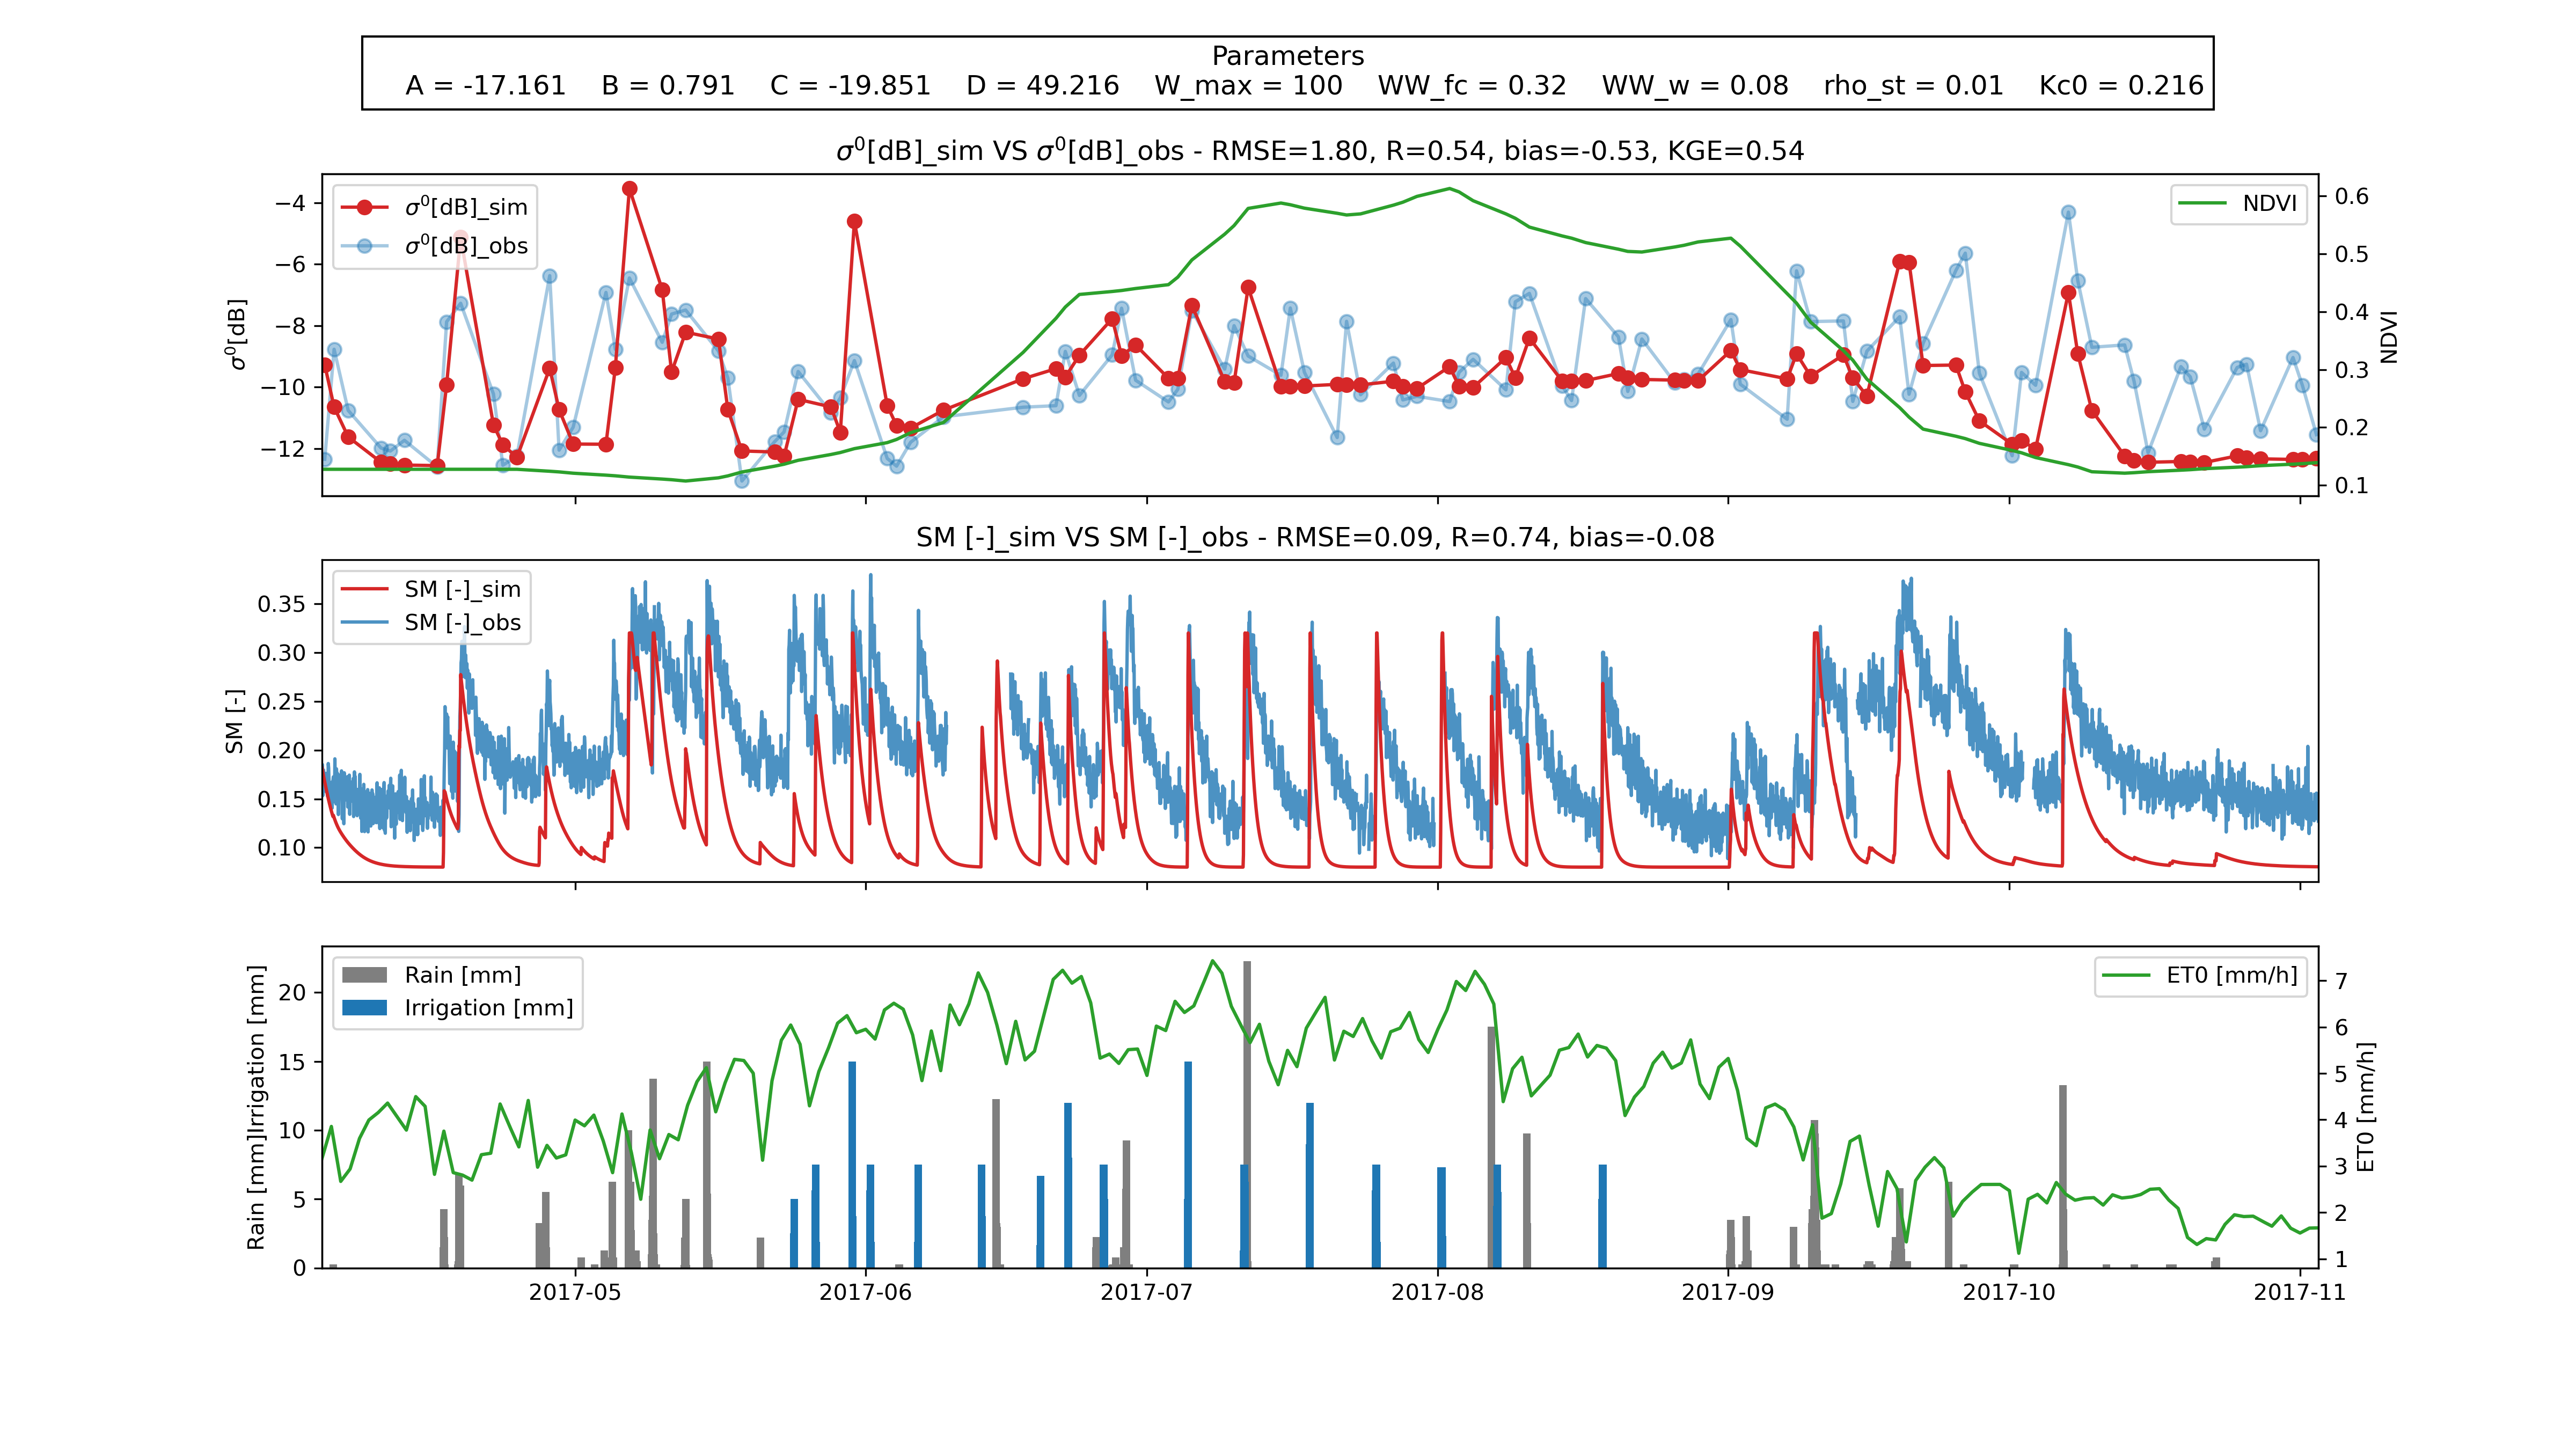 Parameters
A = -17.161 B = 0.791 C = -19.851 D = 49.216 W_max = 100 WW_fc = 0.32 WW_w = 0.08 rho_st = 0.01 Kc0 = 0.216
σ⁰[dB]_sim VS σ⁰[dB]_obs - RMSE=1.80, R=0.54, bias=-0.53, KGE=0.54
σ⁰[dB]_sim
σ⁰[dB]_obs
NDVI
−4
−6
−8
−10
−12
σ⁰[dB]
0.6
0.5
0.4
0.3
0.2
0.1
NDVI
SM [-]_sim VS SM [-]_obs - RMSE=0.09, R=0.74, bias=-0.08
SM [-]_sim
SM [-]_obs
0.35
0.30
0.25
0.20
0.15
0.10
SM [-]
Rain [mm]
Irrigation [mm]
ET0 [mm/h]
20
15
10
5
0
Rain [mm]Irrigation [mm]
7
6
5
4
3
2
1
ET0 [mm/h]
2017-05 2017-06 2017-07 2017-08 2017-09 2017-10 2017-11